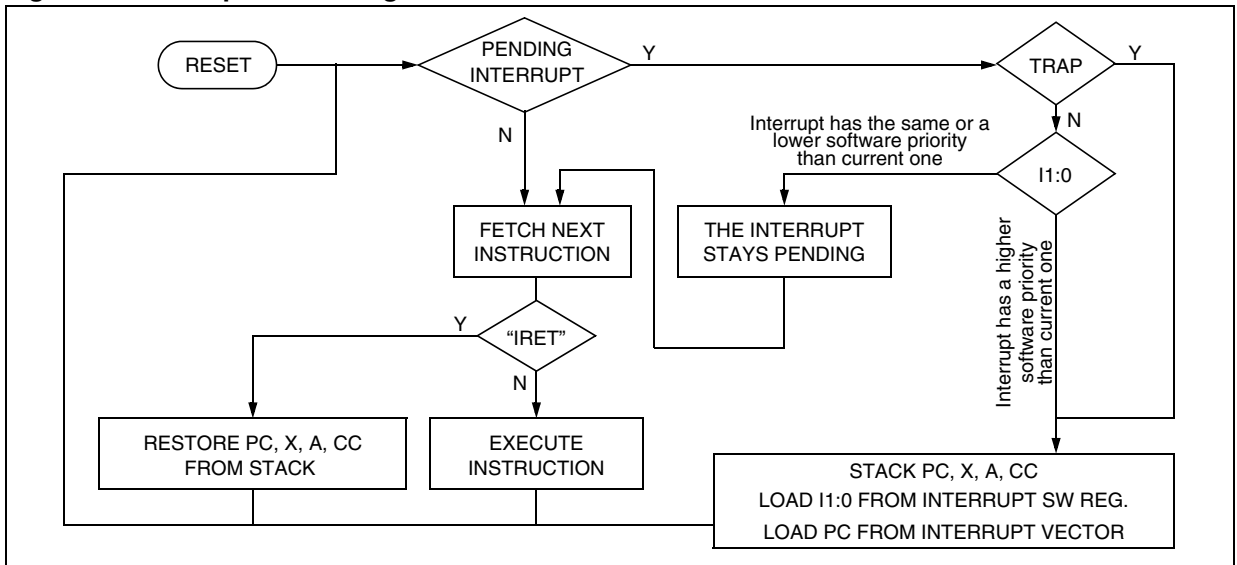 RESET
PENDING
INTERRUPT
Y
TRAP
Y
N
N
Interrupt has the same or a
lower software priority
than current one
I1:0
FETCH NEXT
INSTRUCTION
THE INTERRUPT
STAYS PENDING
Interrupt has a higher
software priority
than current one
Y
“IRET”
N
RESTORE PC, X, A, CC
FROM STACK
EXECUTE
INSTRUCTION
STACK PC, X, A, CC
LOAD I1:0 FROM INTERRUPT SW REG.
LOAD PC FROM INTERRUPT VECTOR